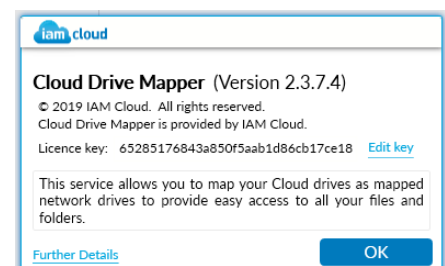 iam cloud
Cloud Drive Mapper (Version 2.3.7.4)
© 2019 IAM Cloud. All rights reserved.
Cloud Drive Mapper is provided by IAM Cloud.
Licence key: 65285176843a850f5aab1d86cb17ce18 Edit key
This service allows you to map your Cloud drives as mapped
network drives to provide easy access to all your files and
folders.
Further Details OK